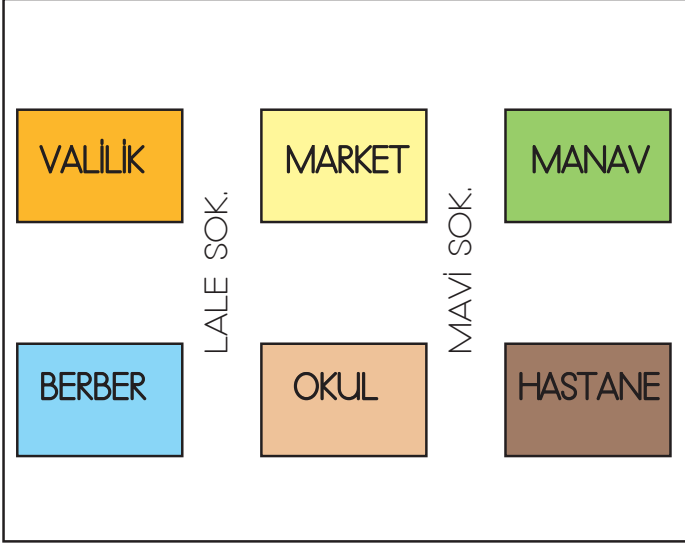 VALİLİK
MARKET
MANAV
LALE SOK.
MAVİ SOK.
BERBER
OKUL
HASTANE